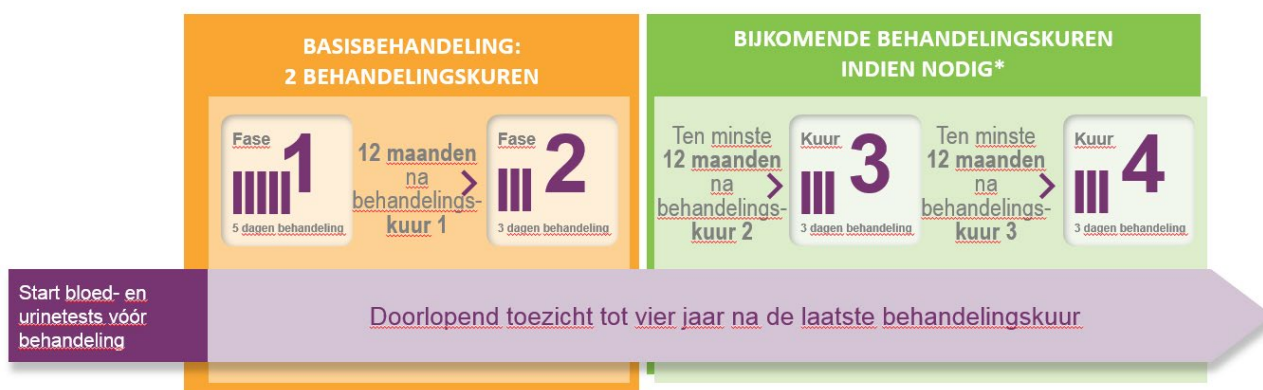 BASISBEHANDELING:
2 BEHANDELINGSKUREN
BIJKOMENDE BEHANDELINGSKUREN
INDIEN NODIG*
Fase 1
5 dagen behandeling
12 maanden
na
behandelings-
kuur 1
Fase 2
3 dagen behandeling
Ten minste
12 maanden
na
behandelings-
kuur 2
Kuur 3
3 dagen behandeling
Ten minste
12 maanden
na
behandelings-
kuur 3
Kuur 4
3 dagen behandeling
Start bloed- en
urinetests vóór
behandeling
Doorlopend toezicht tot vier jaar na de laatste behandelingskuur